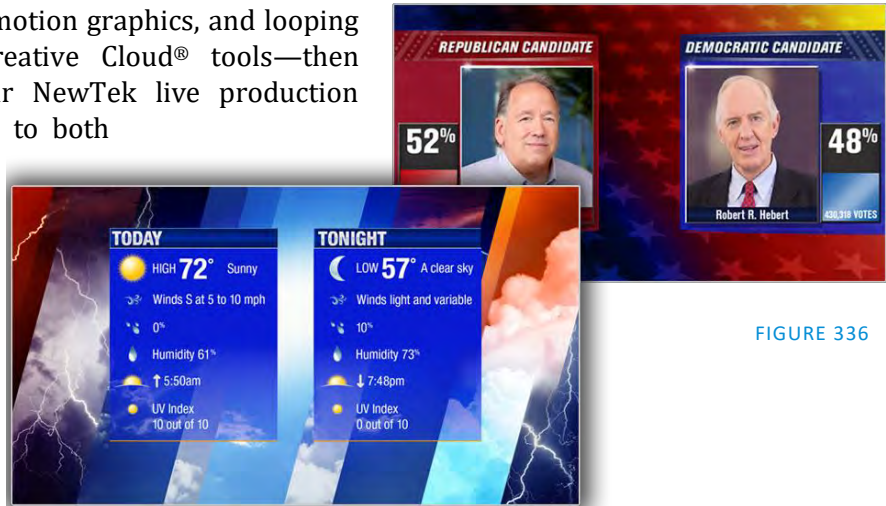 motion graphics, and looping
Creative Cloud® tools—then
NewTek live production
to both
REPUBLICAN CANDIDATE
52%
DEMOCRATIC CANDIDATE
48%
Robert R. Hebert
430,318 VOTES
TODAY
HIGH 72° Sunny
Winds S at 5 to 10 mph
0%
Humidity 61%
5:50am
UV Index
10 out of 10
TONIGHT
LOW 57° A clear sky
Winds light and variable
10%
Humidity 73%
7:48pm
UV Index
0 out of 10
FIGURE 336